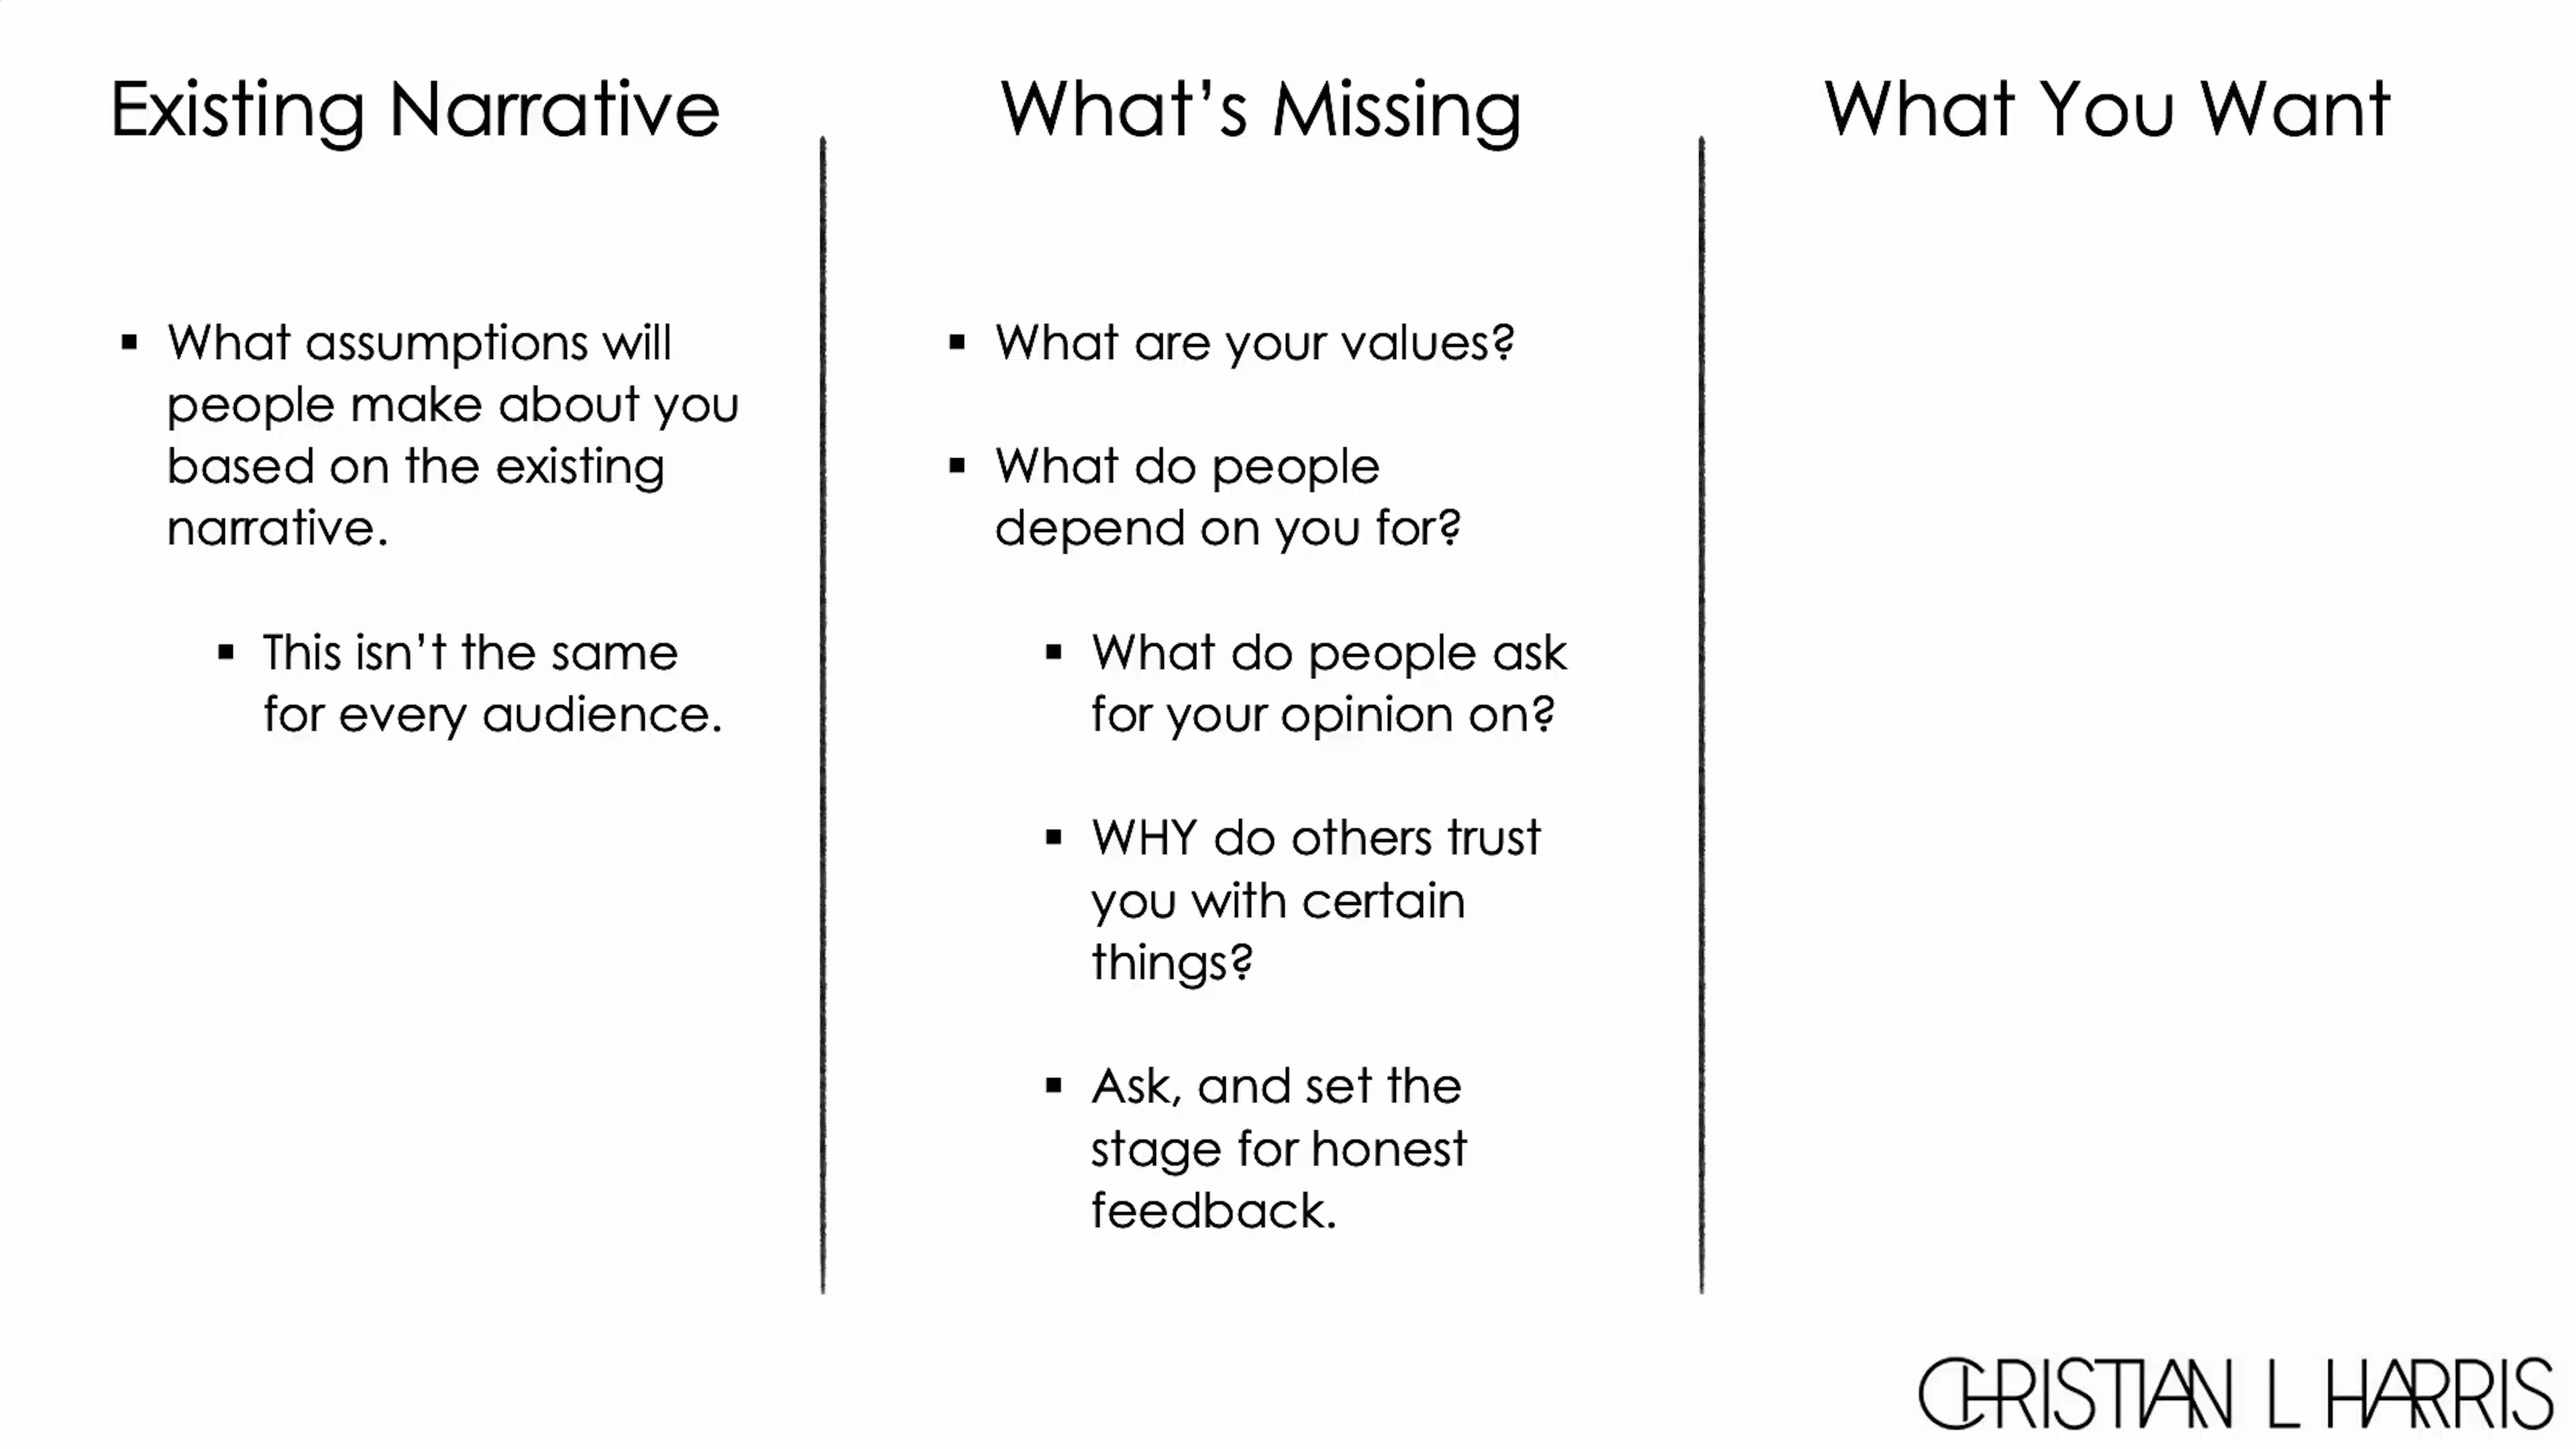 Existing Narrative
▪ What assumptions will
people make about you
based on the existing
narrative.
▪ This isn't the same
for every audience.
What's Missing
▪ What are your values?
▪ What do people
depend on you for?
▪ What do people ask
for your opinion on?
▪ WHY do others trust
you with certain
things?
▪ Ask, and set the
stage for honest
feedback.
What You Want
CHRISTIAN L HARRIS